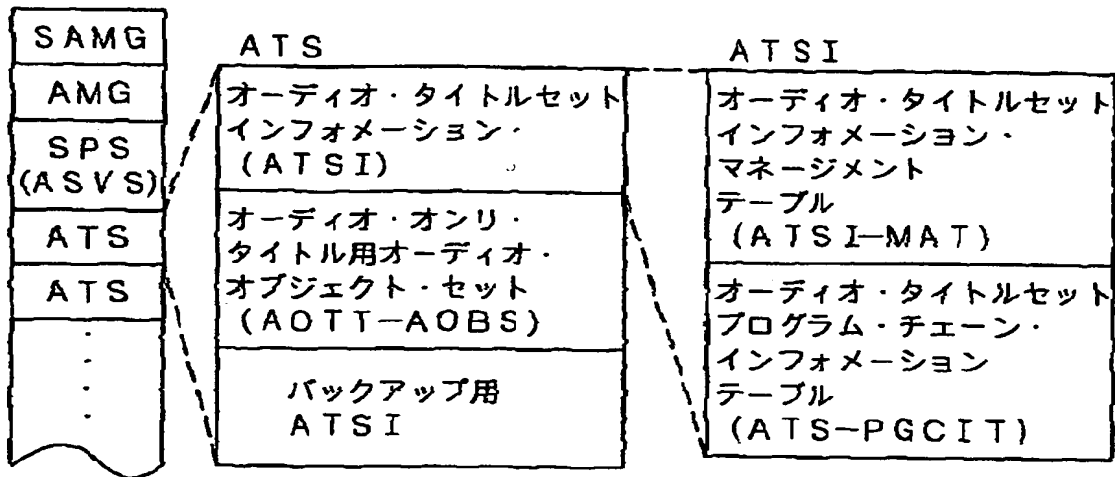 SAMG
AMG
SPS
(ASVS)
ATS
ATS
ATS
オーディオ・タイトルセット
インフォメーション・
(ATSI)
オーディオ・オンリ・
タイトル用オーディオ・
オブジェクト・セット
(AOTT-AOBS)
バックアップ用
ATSI
ATSI
オーディオ・タイトルセット
インフォメーション・
マネージメント
テーブル
(ATSI-MAT)
オーディオ・タイトルセット
プログラム・チェーン・
インフォメーション
テーブル
(ATS-PGCIT)